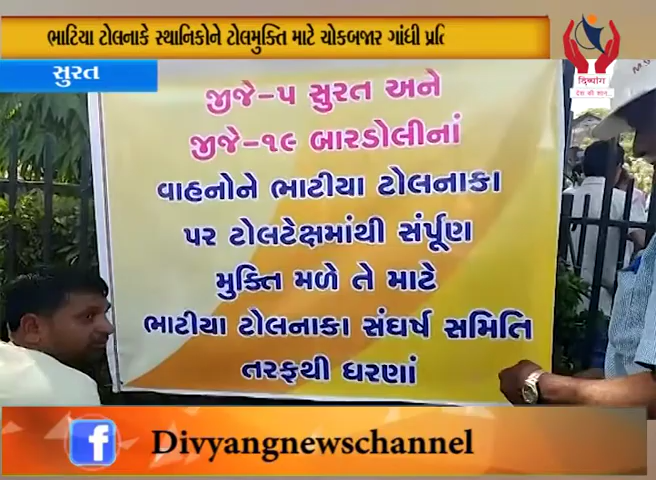 ભાટિયા ટોલનાકે સ્થાનિકોને ટોલમુક્તિ માટે ચોકબજાર ગાંધી પ્રતિ
સુરત
दिव्यांग
देश की शान...
જીજે-૫ સુરત અને
જીજે-૧૯ બારડોલીનાં
વાહનોને ભાટીયા ટોલનાકા
પર ટોલટેક્ષમાંથી સંર્પૂણ
મુક્તિ મળે તે માટે
ભાટીયા ટોલનાકા સંઘર્ષ સમિતિ
તરફથી ધરણાં
f Divyangnewschannel